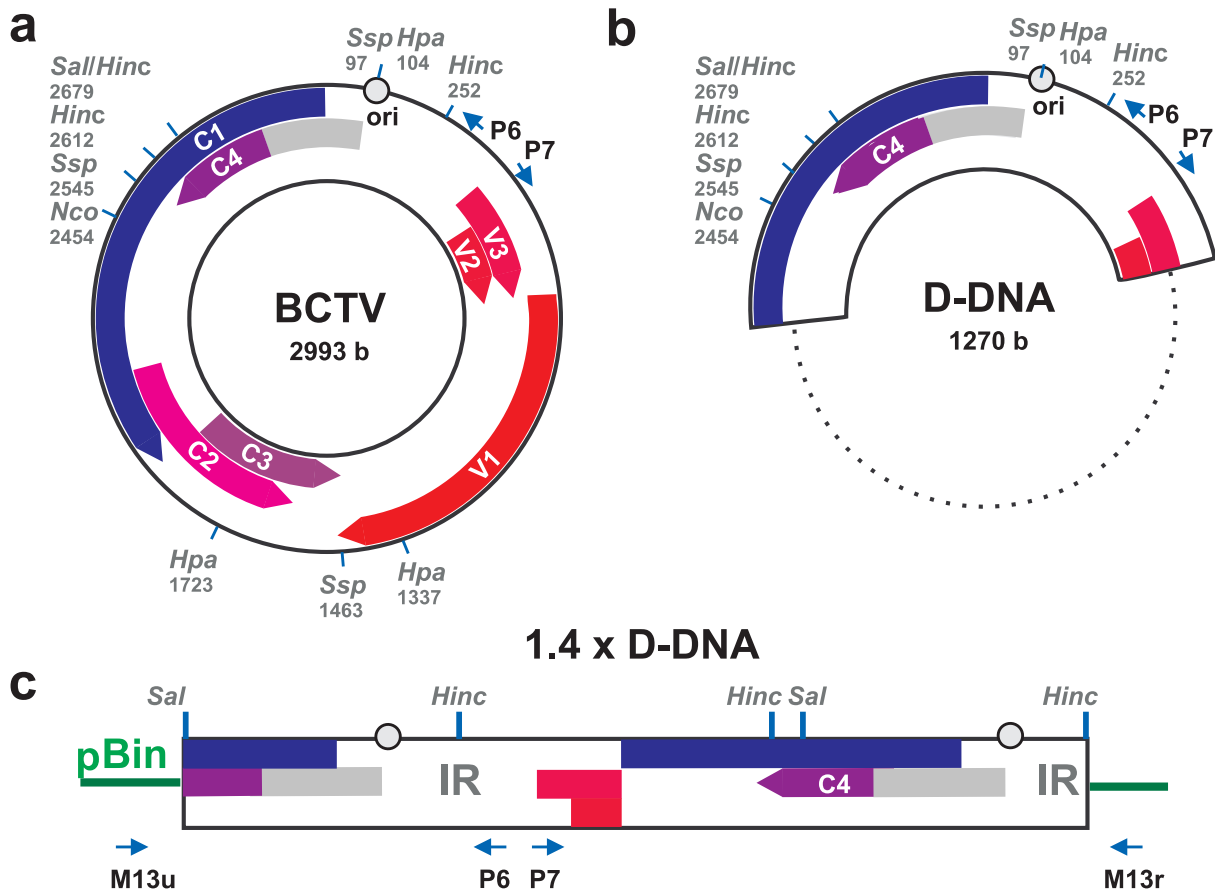 a
Ssp Hpa
97 104
Sal/Hinc
2679
Hinc
2612
Ssp
2545
Nco
2454
Hinc
252
ori
P6
P7
C1
C4
V3
V2
BCTV
2993 b
V1
C2
C3
Hpa
1723
Ssp
1463
Hpa
1337
b
Ssp Hpa
97 104
Sal/Hinc
2679
Hinc
2612
Ssp
2545
Nco
2454
Hinc
252
ori
P6
P7
C4
D-DNA
1270 b
1.4 x D-DNA
c
Sal Hinc Hinc Sal Hinc
pBin
IR C4 IR
M13u P6 P7 M13r